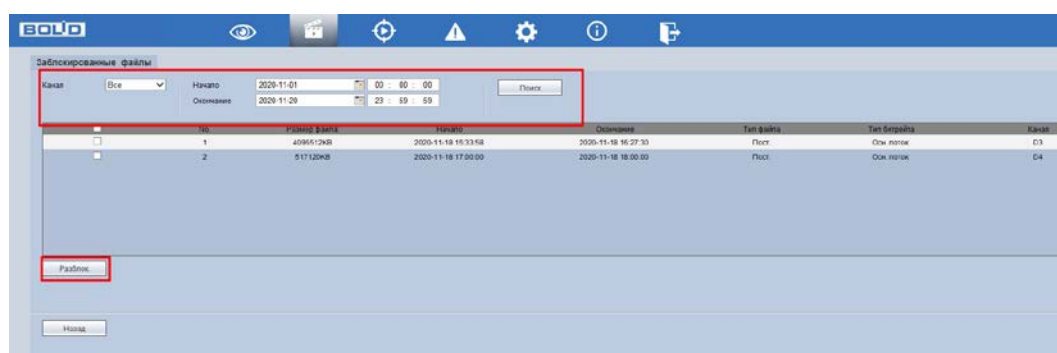 BOLID
Заблокированные файлы
Канал Все Начало 2020-11-01 00 : 00 : 00 Поиск
Окончание 2020-11-20 23 : 59 : 59
No. Размер файла Начало Окончание Тип файла Тип битрейта Канал
1 4096512KB 2020-11-18 15:33:58 2020-11-18 16:27:30 Пост. Осн. поток D3
2 517120KB 2020-11-18 17:00:00 2020-11-18 18:00:00 Пост. Осн. поток D4
Разблок.
Назад